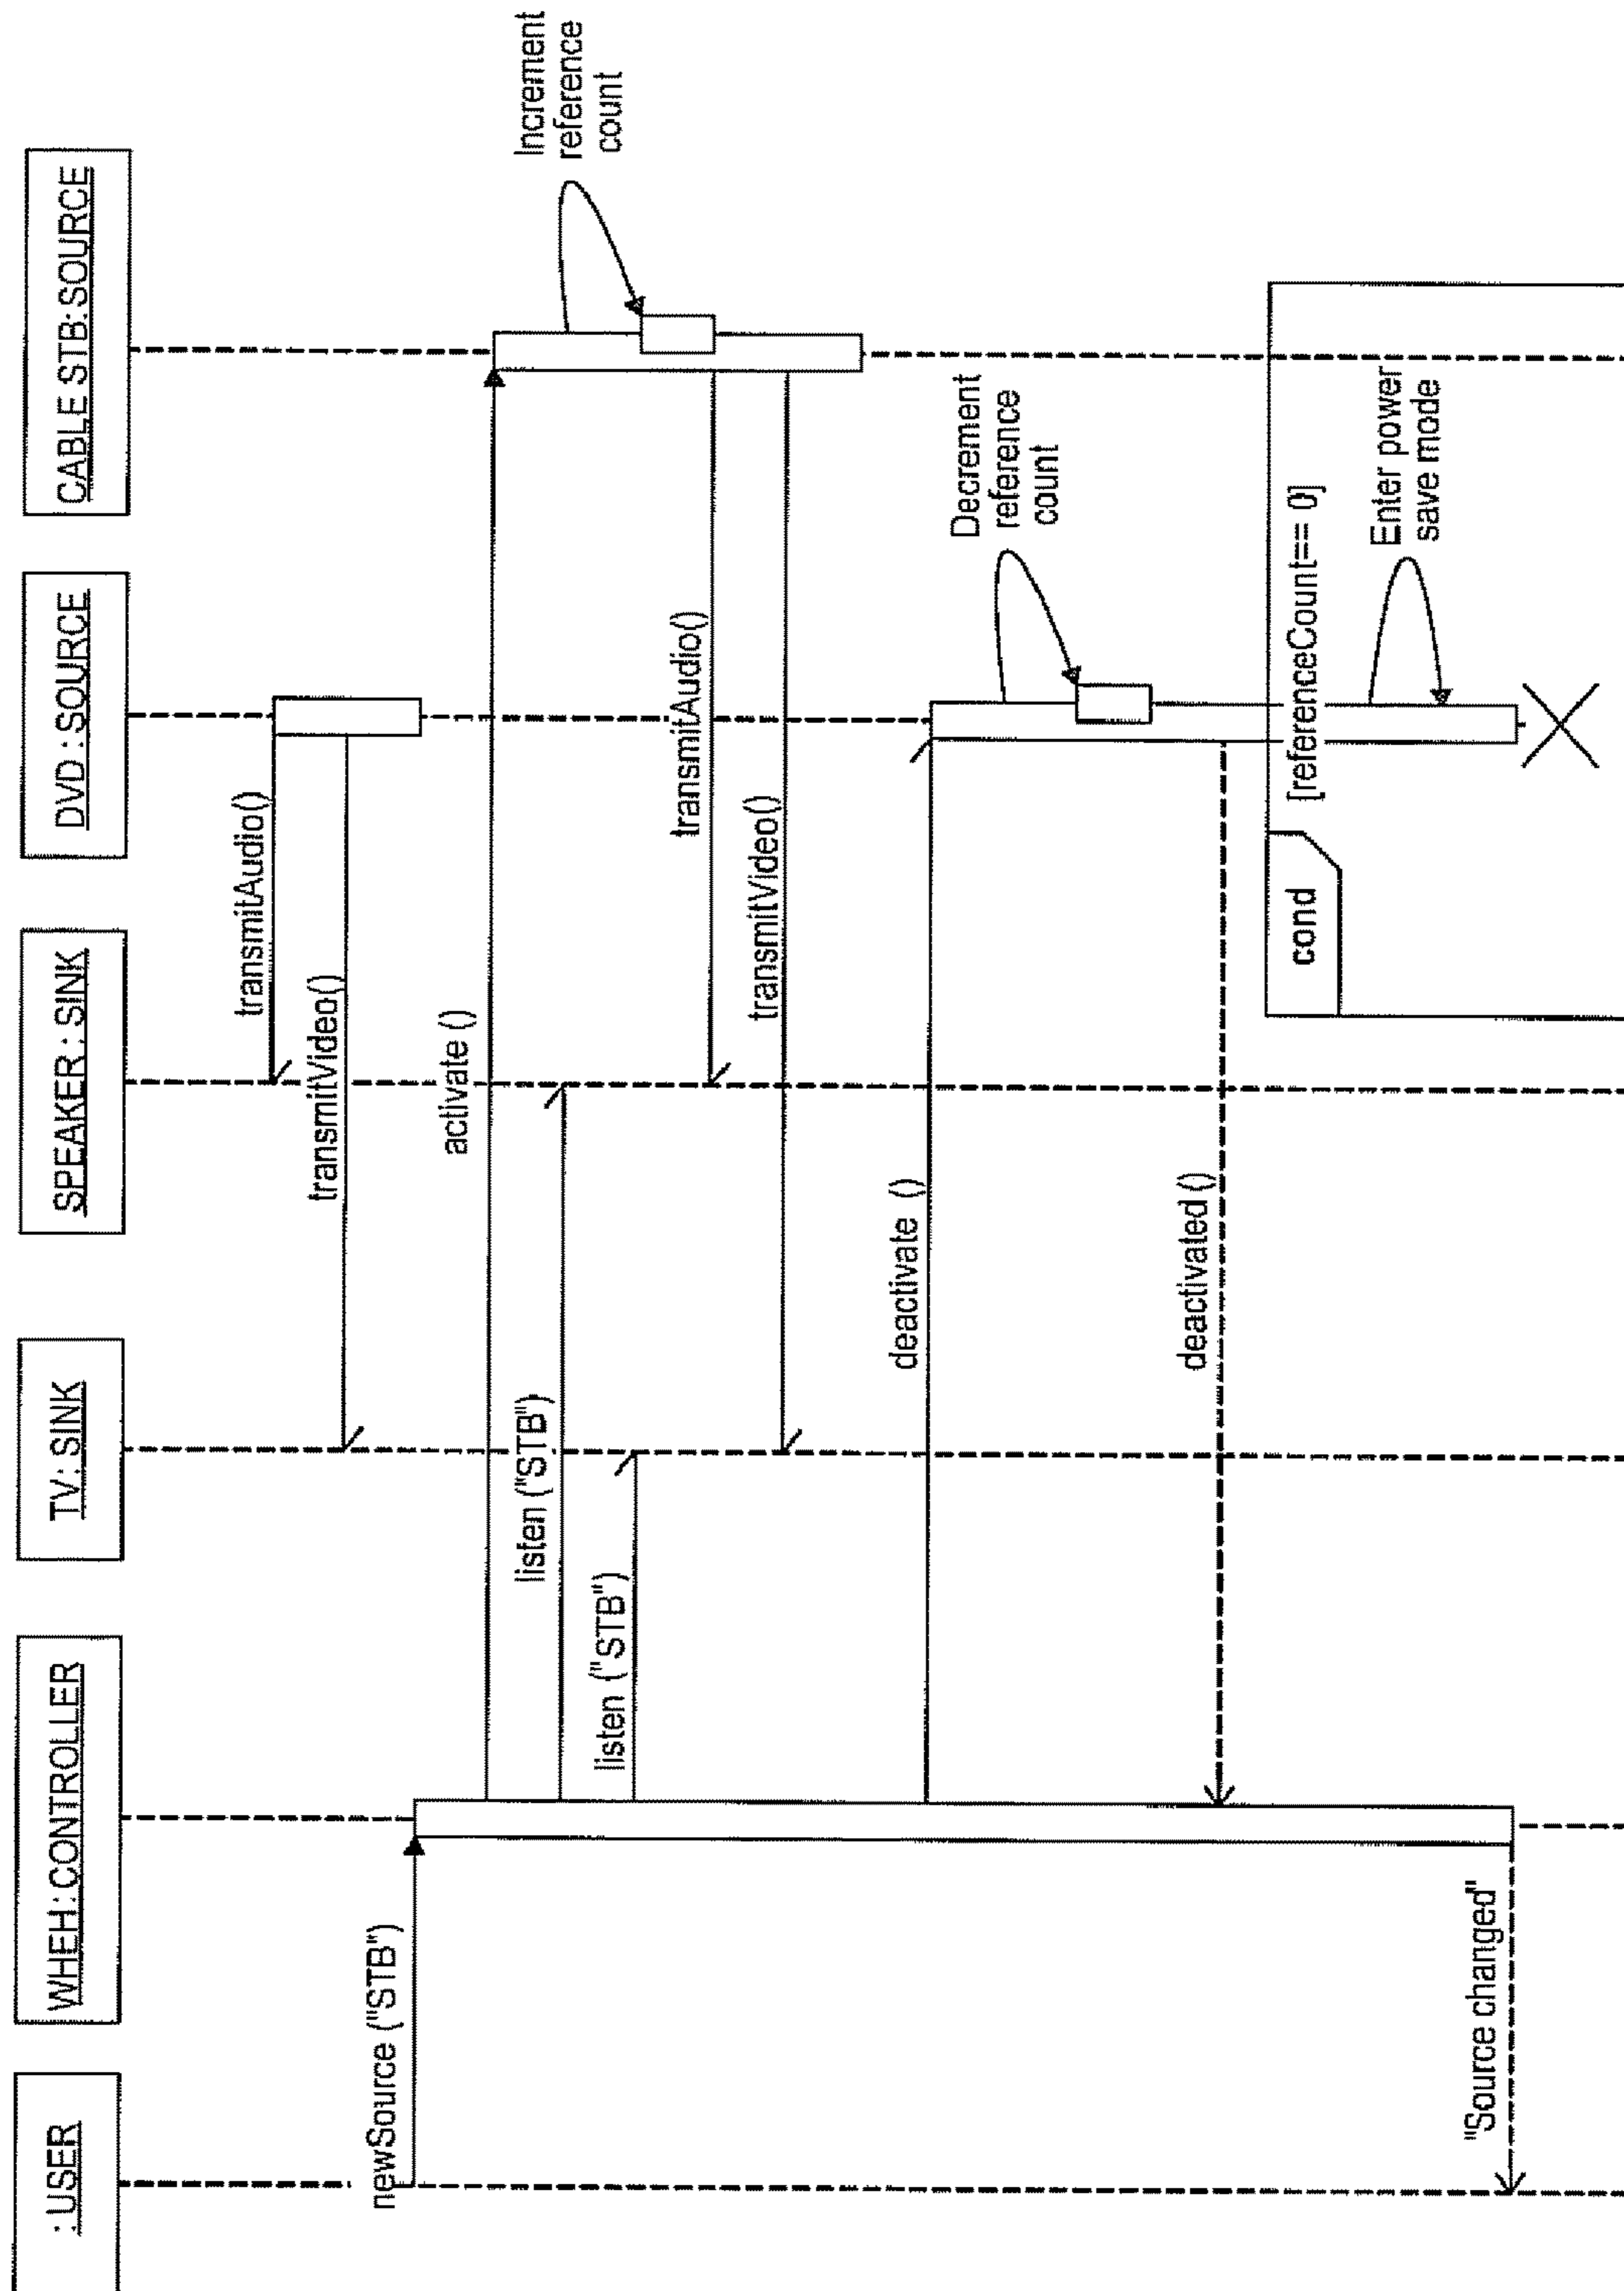 : USER
WHEH : CONTROLLER
TV : SINK
SPEAKER : SINK
DVD : SOURCE
CABLE STB: SOURCE
transmitAudio()
transmitVideo()
newSource ("STB")
activate ()
listen ("STB")
Increment
reference
count
listen ("STB")
transmitAudio()
transmitVideo()
deactivate ()
Decrement
reference
count
deactivated ()
cond
[referenceCount== 0]
Enter power
save mode
"Source changed"